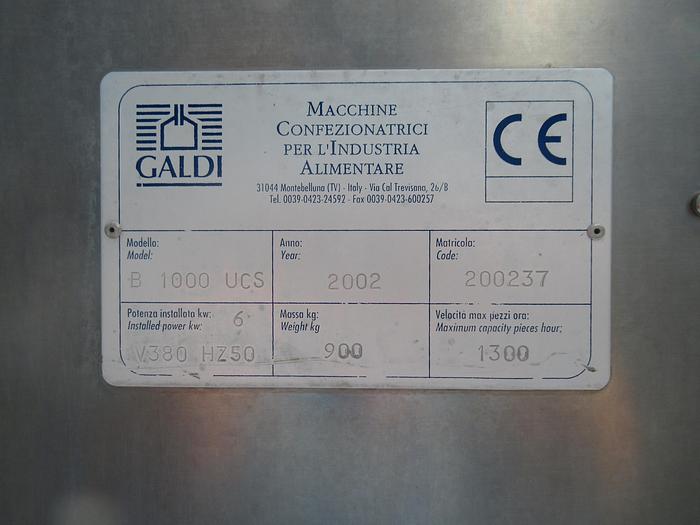 GALDI
MACCHINE
CONFEZIONATRICI
PER L'INDUSTRIA
ALIMENTARE
31044 Montebelluna (TV) - Italy - Via Cal Trevisana, 26/B
Tel. 0039-0423-24592 - Fax 0039-0423-600257
CE
Modello:
Model:
B 1000 UCS
Anno:
Year:
2002
Matricola:
Code:
200237
Potenza installata kw:
Installed power kw:
6
V380 HZ50
Massa kg:
Weight kg
900
Velocità max pezzi ora:
Maximum capacity pieces hour:
1300